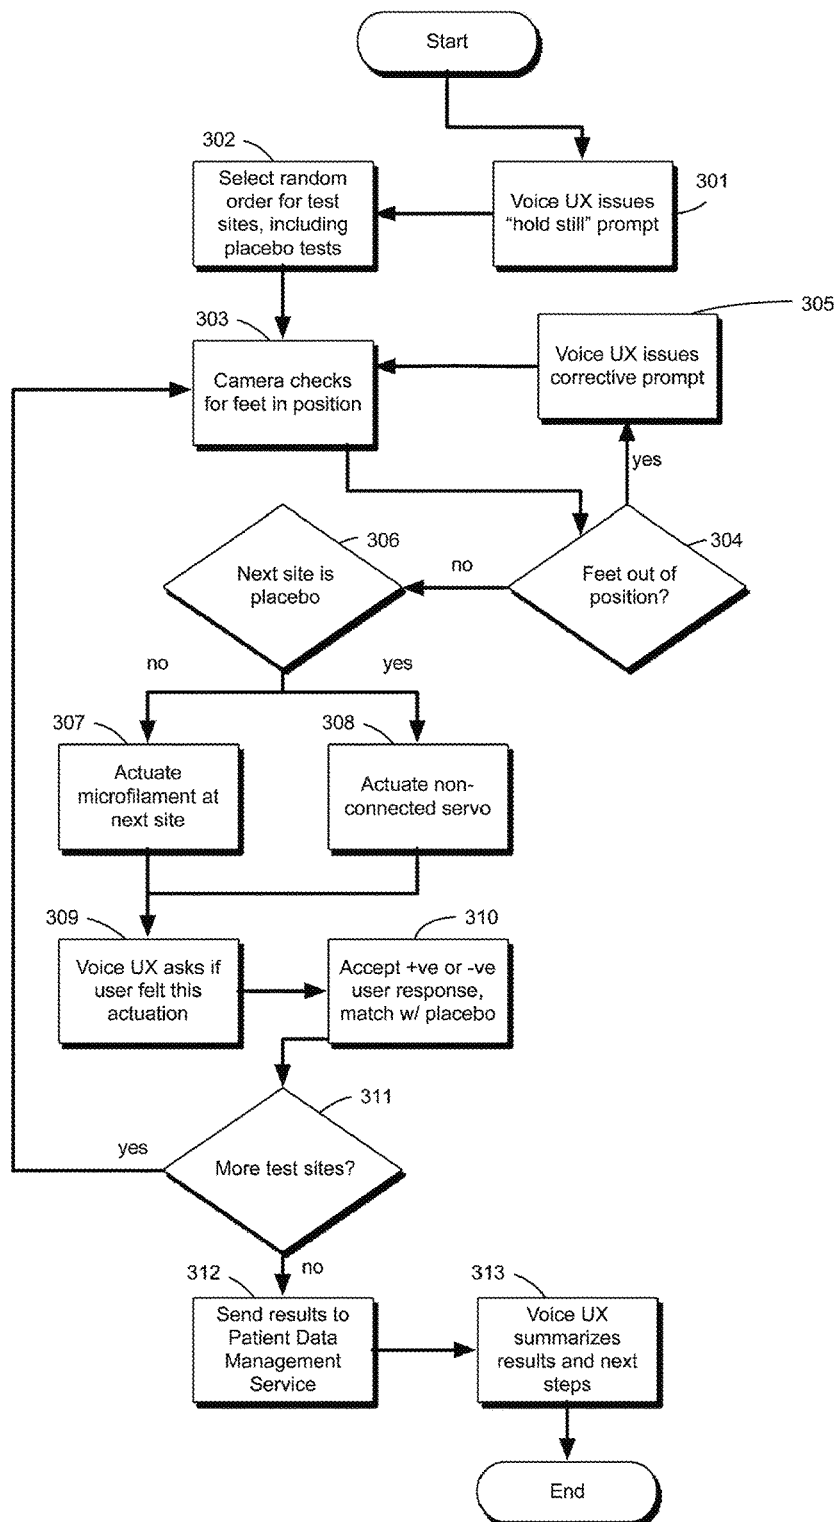 Start
302
Select random
order for test
sites, including
placebo tests
Voice UX issues
“hold still” prompt
301
303
Camera checks
for feet in position
305
Voice UX issues
corrective prompt
yes
306
Next site is
placebo
no
304
Feet out of
position?
no
yes
307
Actuate
microfilament at
next site
308
Actuate non-
connected servo
309
Voice UX asks if
user felt this
actuation
310
Accept +ve or -ve
user response,
match w/ placebo
311
yes
More test sites?
no
312
Send results to
Patient Data
Management
Service
313
Voice UX
summarizes
results and next
steps
End